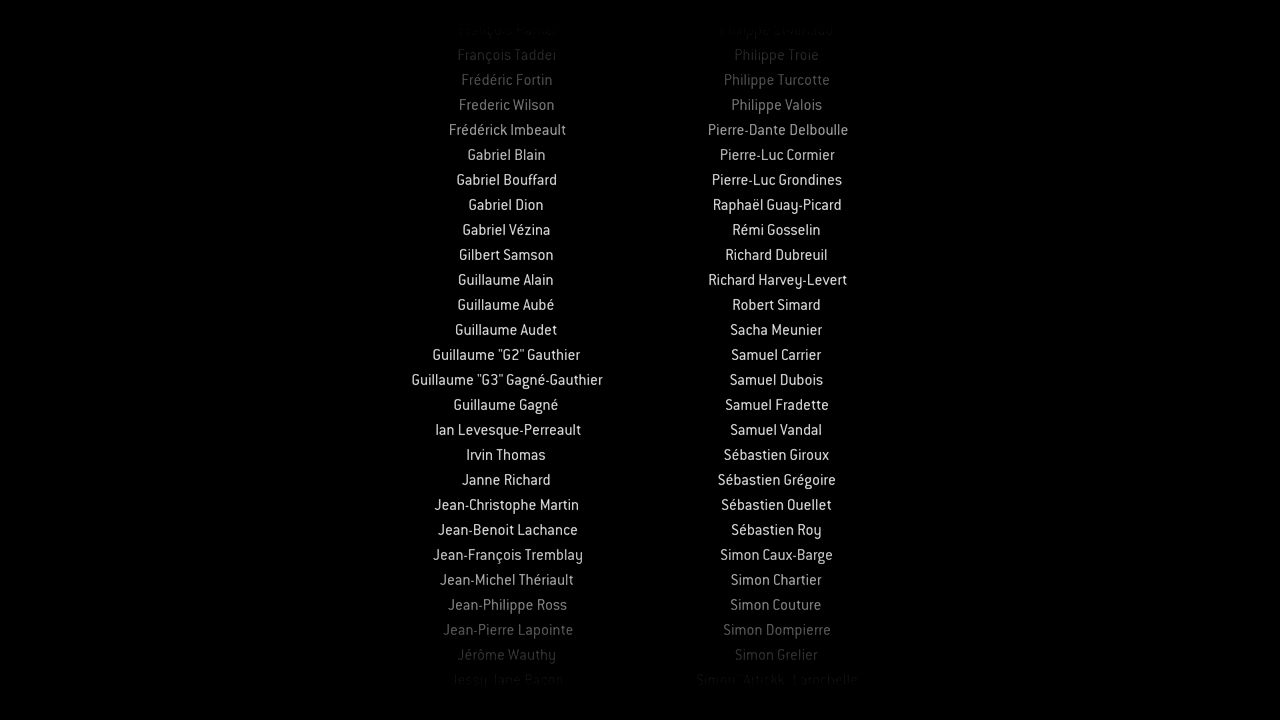 François Taddei
Frédéric Fortin
Frederic Wilson
Frédérick Imbeault
Gabriel Blain
Gabriel Bouffard
Gabriel Dion
Gabriel Vézina
Gilbert Samson
Guillaume Alain
Guillaume Aubé
Guillaume Audet
Guillaume "G2" Gauthier
Guillaume "G3" Gagné-Gauthier
Guillaume Gagné
Ian Levesque-Perreault
Irvin Thomas
Janne Richard
Jean-Christophe Martin
Jean-Benoit Lachance
Jean-François Tremblay
Jean-Michel Thériault
Jean-Philippe Ross
Jean-Pierre Lapointe
Jérôme Wauthy
Philippe Troie
Philippe Turcotte
Philippe Valois
Pierre-Dante Delboulle
Pierre-Luc Cormier
Pierre-Luc Grondines
Raphaël Guay-Picard
Rémi Gosselin
Richard Dubreuil
Richard Harvey-Levert
Robert Simard
Sacha Meunier
Samuel Carrier
Samuel Dubois
Samuel Fradette
Samuel Vandal
Sébastien Giroux
Sébastien Grégoire
Sébastien Ouellet
Sébastien Roy
Simon Caux-Barge
Simon Chartier
Simon Couture
Simon Dompierre
Simon Grelier